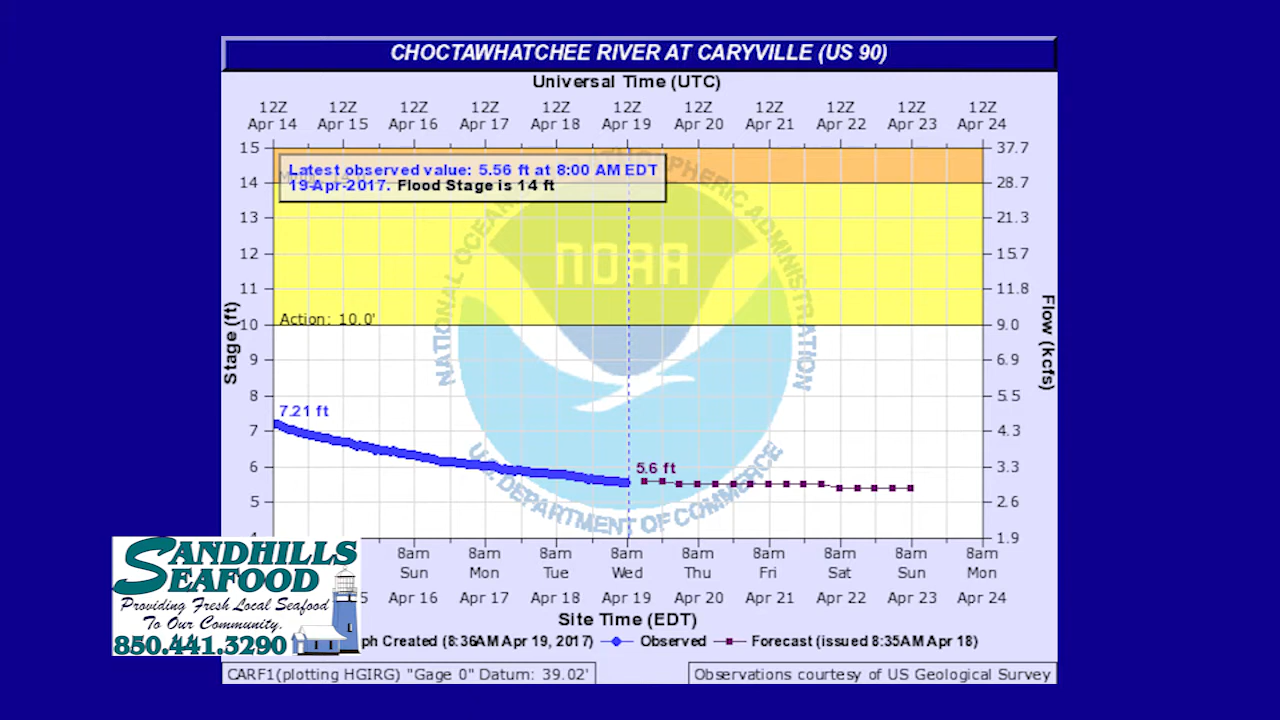 CHOCTAWHATCHEE RIVER AT CARYVILLE (US 90)
Universal Time (UTC)
12Z 12Z 12Z 12Z 12Z 12Z 12Z 12Z 12Z 12Z 12Z
Apr 14 Apr 15 Apr 16 Apr 17 Apr 18 Apr 19 Apr 20 Apr 21 Apr 22 Apr 23 Apr 24
15 37.7
Latest observed value: 5.56 ft at 8:00 AM EDT
19-Apr-2017. Flood Stage is 14 ft
14 28.7
13 21.3
12 15.7
11 11.8
Action: 10.0'
10 9.0
9 6.9
8 5.5
7.21 ft
7 4.3
5.6 ft
6 3.3
5 2.6
1.9
Stage (ft)
Flow (kcfs)
NATIONAL OCEANIC ATMOSPHERIC ADMINISTRATION
NOAA
U.S. DEPARTMENT OF COMMERCE
8am 8am 8am 8am 8am 8am 8am 8am 8am
Sun Mon Tue Wed Thu Fri Sat Sun Mon
5 Apr 16 Apr 17 Apr 18 Apr 19 Apr 20 Apr 21 Apr 22 Apr 23 Apr 24
Site Time (EDT)
ph Created (8:36AM Apr 19, 2017) Observed Forecast (issued 8:35AM Apr 18)
CARF1(plotting HGIRG) "Gage 0" Datum: 39.02'
Observations courtesy of US Geological Survey
SANDHILLS
SEAFOOD
Providing Fresh Local Seafood
To Our Community.
850.441.3290